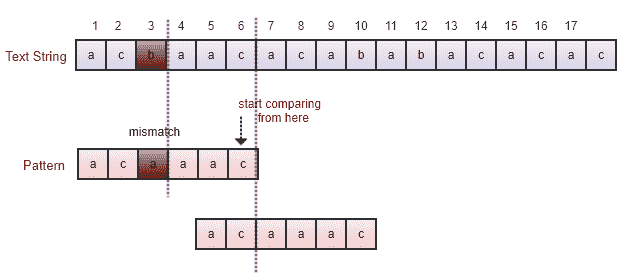 1 2 3 4 5 6 7 8 9 10 11 12 13 14 15 16 17
Text String a c b a a c a c a b a b a c a c a c
start comparing
from here
mismatch
Pattern a c a a a c
a c a a a c